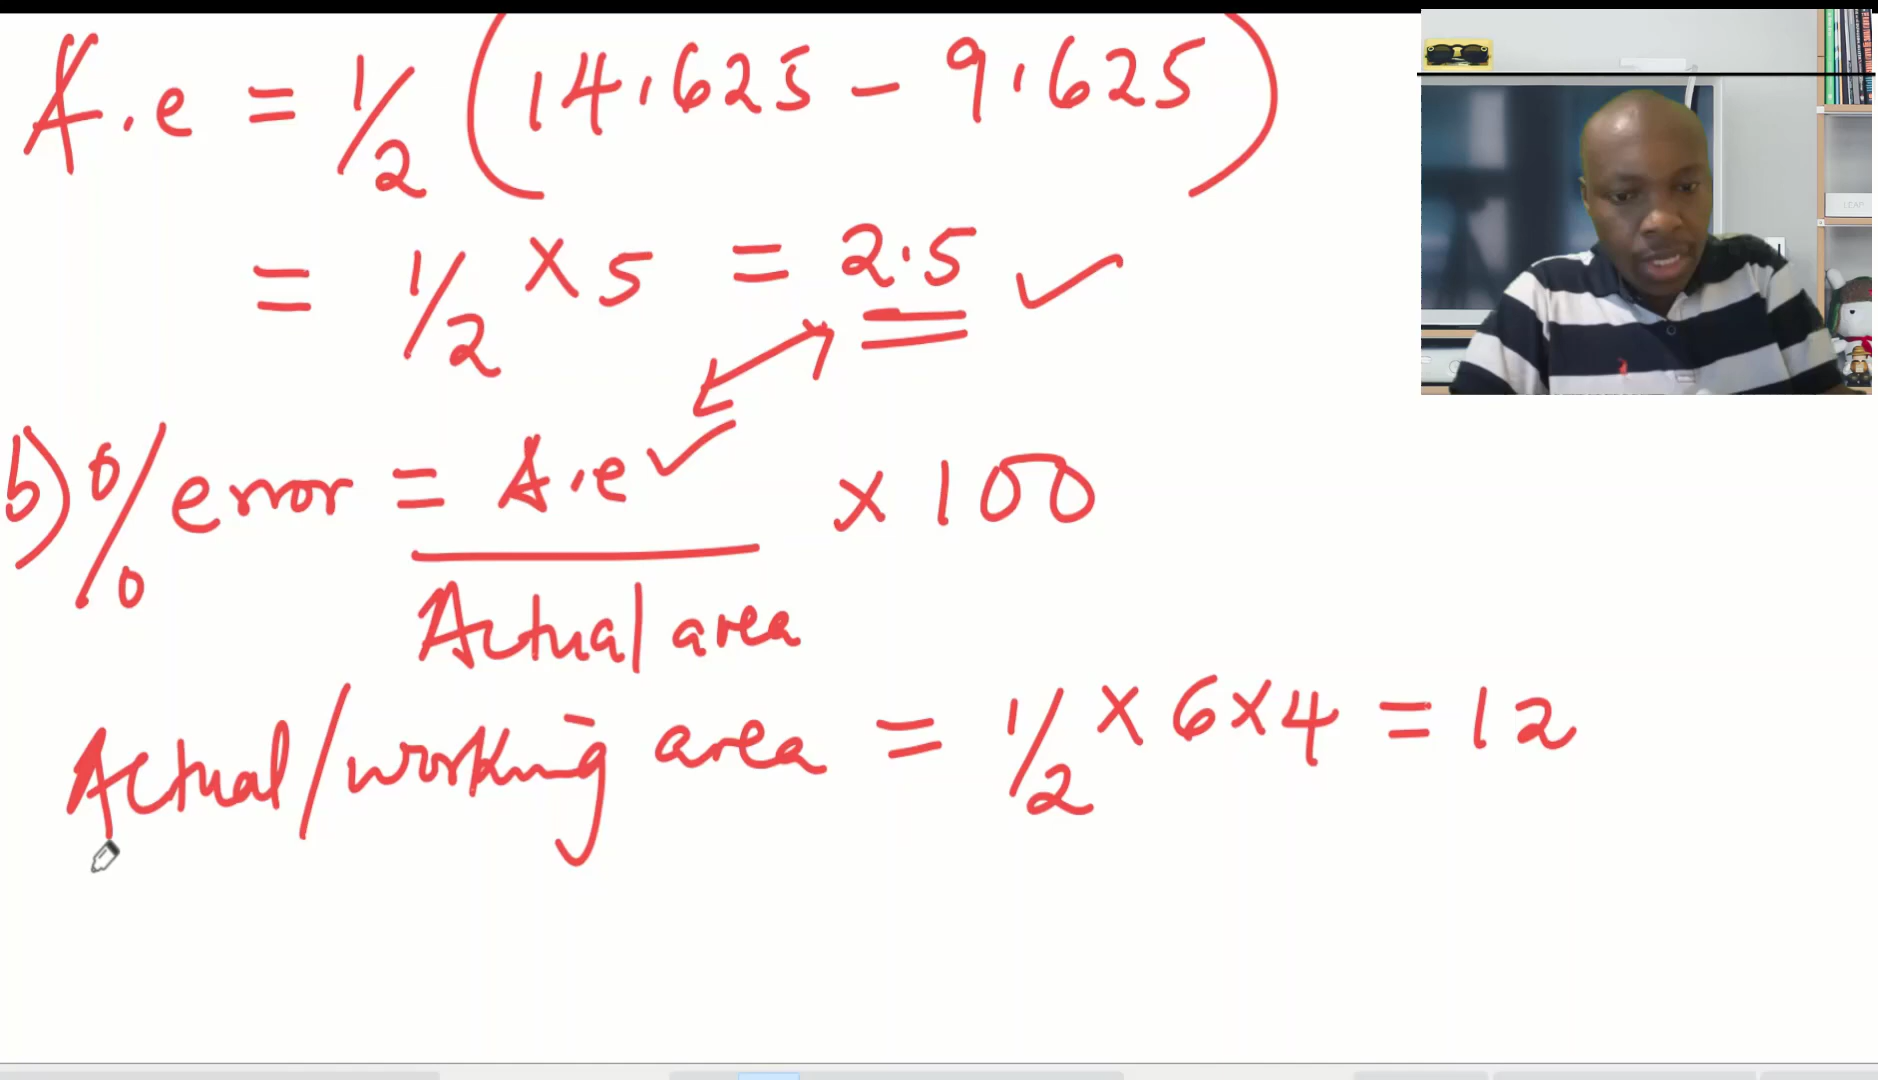 A.e = 1/2 (14.625 - 9.625)
= 1/2 × 5 = 2.5 ✓
b) % error = A.e ✓ × 100
Actual area
Actual/working area = 1/2 × 6 × 4 = 12
LEAP